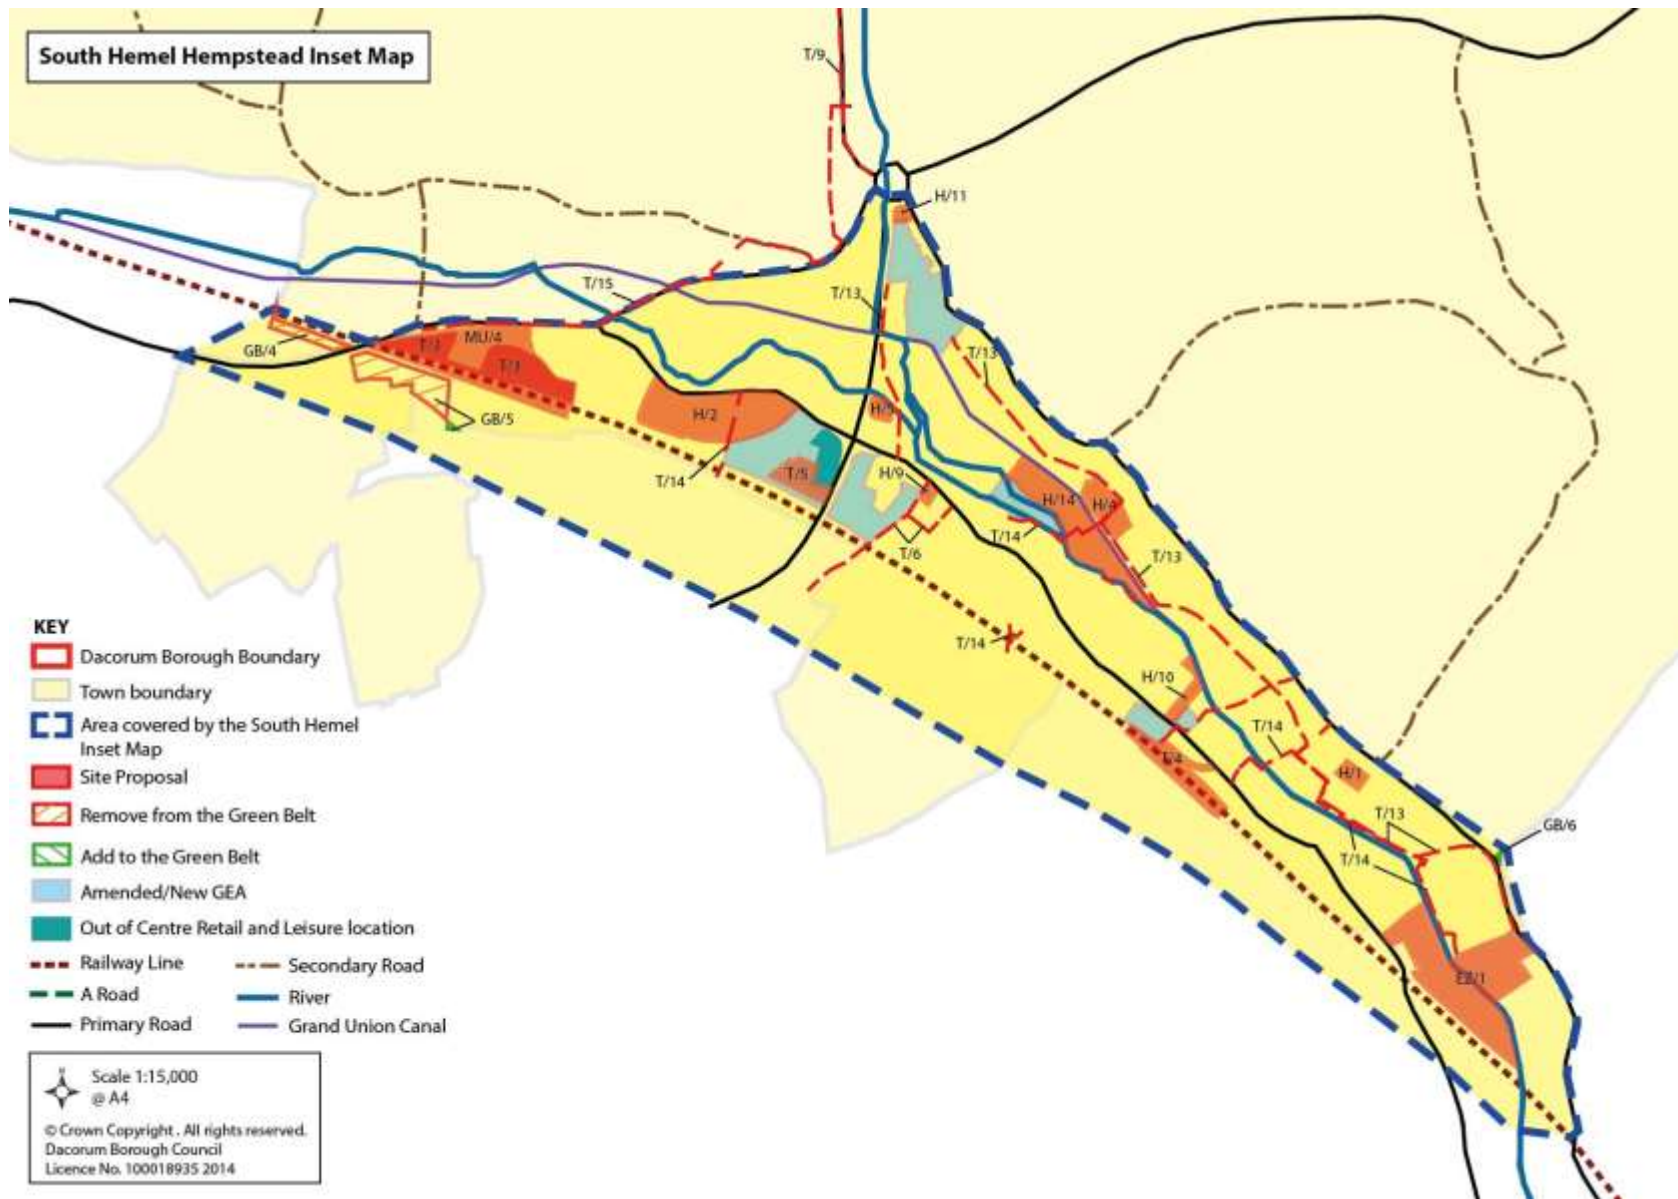 South Hemel Hempstead Inset Map
T/9
H/11
T/15
T/13
GB/4
MU/4
T/3
T/13
GB/5
H/2
H/5
T/14
T/5
H/9
H/14
H/4
T/14
T/6
T/13
T/14
H/10
T/14
T/4
H/1
T/13
GB/6
T/14
EZ/1
KEY
Dacorum Borough Boundary
Town boundary
Area covered by the South Hemel
Inset Map
Site Proposal
Remove from the Green Belt
Add to the Green Belt
Amended/New GEA
Out of Centre Retail and Leisure location
Railway Line
Secondary Road
A Road
River
Primary Road
Grand Union Canal
N
Scale 1:15,000
@ A4
© Crown Copyright . All rights reserved.
Dacorum Borough Council
Licence No. 100018935 2014